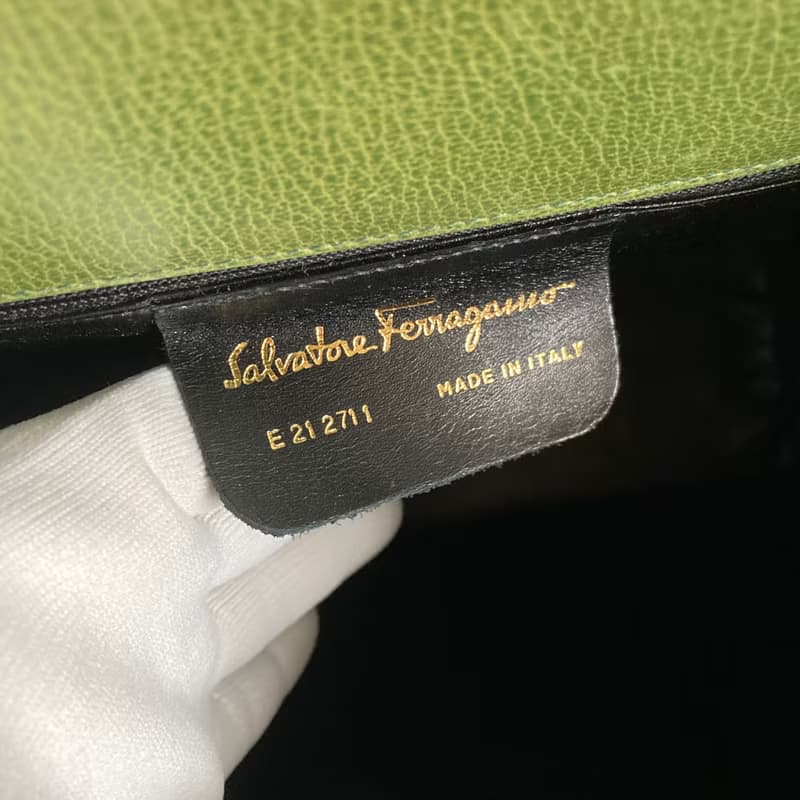 Salvatore Ferragamo
E 21 2711 MADE IN ITALY